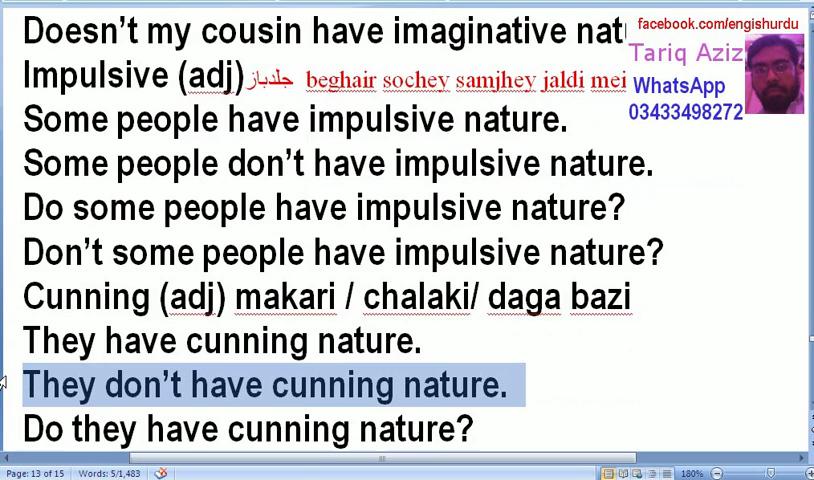 Doesn't my cousin have imaginative
Impulsive (adj) جلدباز beghair sochey samjhey jaldi mei
Some people have impulsive nature.
Some people don't have impulsive nature.
Do some people have impulsive nature?
Don't some people have impulsive nature?
Cunning (adj) makari / chalaki/ daga bazi
They have cunning nature.
They don't have cunning nature.
Do they have cunning nature?
facebook.com/engishurdu
Tariq Aziz
WhatsApp
03433498272
Page: 13 of 15 Words: 5/1,483 180%